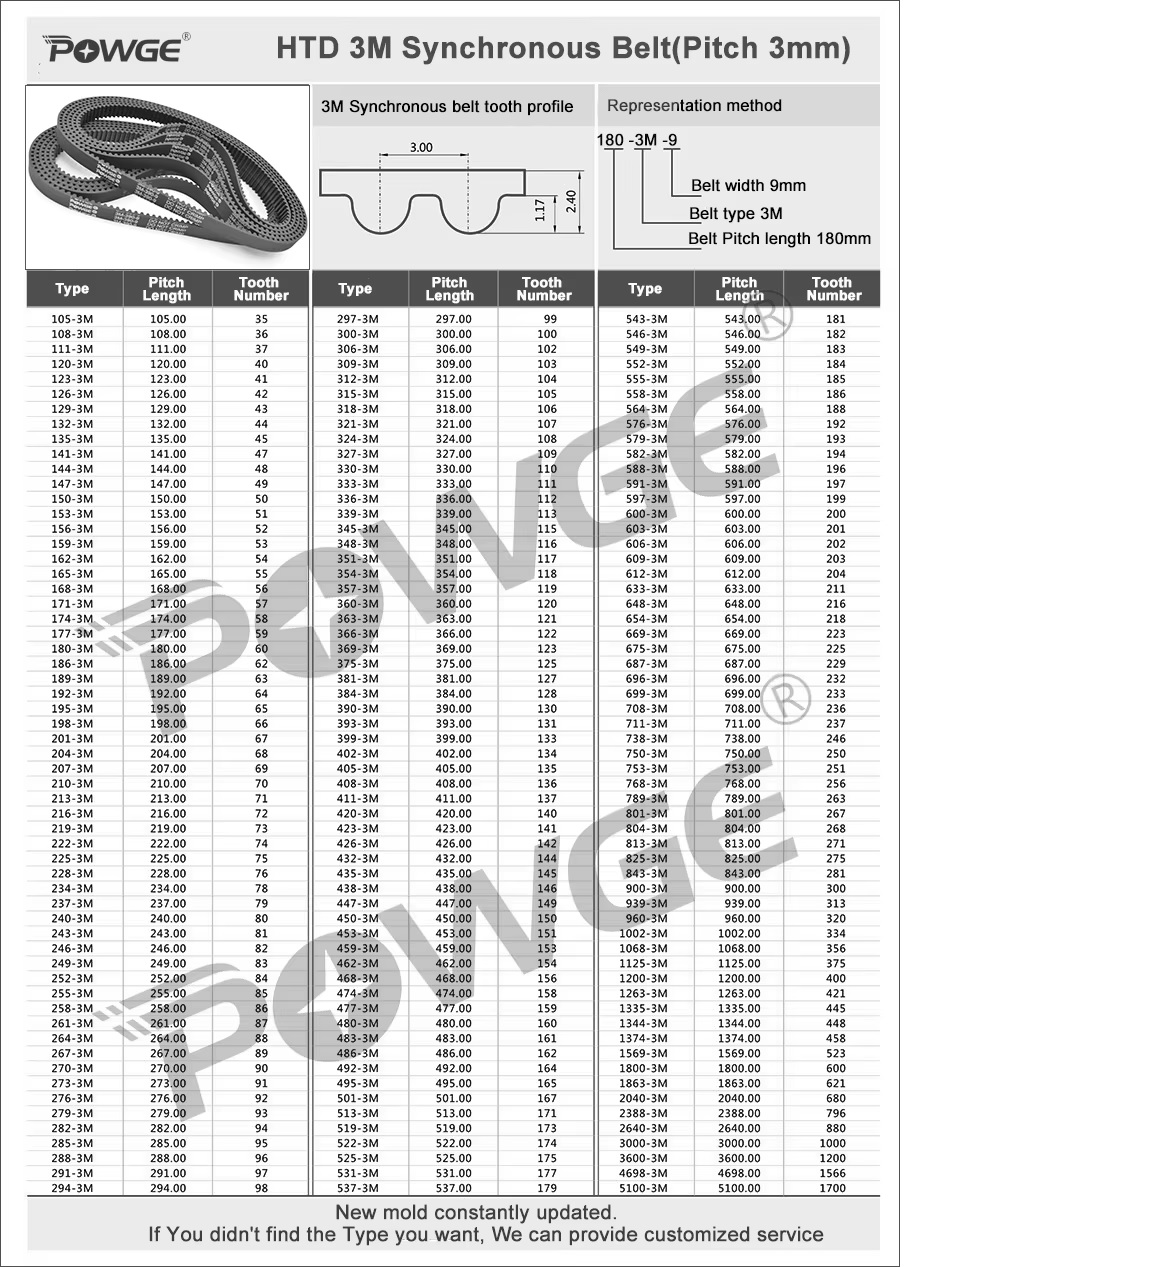 POWGE®
HTD 3M Synchronous Belt(Pitch 3mm)
3M Synchronous belt tooth profile
3.00
1.17
2.40
Representation method
180 -3M -9
Belt width 9mm
Belt type 3M
Belt Pitch length 180mm
Type Pitch Length Tooth Number Type Pitch Length Tooth Number Type Pitch Length Tooth Number
105-3M 105.00 35 297-3M 297.00 99 543-3M 543.00 181
108-3M 108.00 36 300-3M 300.00 100 546-3M 546.00 182
111-3M 111.00 37 306-3M 306.00 102 549-3M 549.00 183
120-3M 120.00 40 309-3M 309.00 103 552-3M 552.00 184
123-3M 123.00 41 312-3M 312.00 104 555-3M 555.00 185
126-3M 126.00 42 315-3M 315.00 105 558-3M 558.00 186
129-3M 129.00 43 318-3M 318.00 106 564-3M 564.00 188
132-3M 132.00 44 321-3M 321.00 107 576-3M 576.00 192
135-3M 135.00 45 324-3M 324.00 108 579-3M 579.00 193
141-3M 141.00 47 327-3M 327.00 109 582-3M 582.00 194
144-3M 144.00 48 330-3M 330.00 110 588-3M 588.00 196
147-3M 147.00 49 333-3M 333.00 111 591-3M 591.00 197
150-3M 150.00 50 336-3M 336.00 112 597-3M 597.00 199
153-3M 153.00 51 339-3M 339.00 113 600-3M 600.00 200
156-3M 156.00 52 345-3M 345.00 115 603-3M 603.00 201
159-3M 159.00 53 348-3M 348.00 116 606-3M 606.00 202
162-3M 162.00 54 351-3M 351.00 117 609-3M 609.00 203
165-3M 165.00 55 354-3M 354.00 118 612-3M 612.00 204
168-3M 168.00 56 357-3M 357.00 119 633-3M 633.00 211
171-3M 171.00 57 360-3M 360.00 120 648-3M 648.00 216
174-3M 174.00 58 363-3M 363.00 121 654-3M 654.00 218
177-3M 177.00 59 366-3M 366.00 122 669-3M 669.00 223
180-3M 180.00 60 369-3M 369.00 123 675-3M 675.00 225
186-3M 186.00 62 375-3M 375.00 125 687-3M 687.00 229
189-3M 189.00 63 381-3M 381.00 127 696-3M 696.00 232
192-3M 192.00 64 384-3M 384.00 128 699-3M 699.00 233
195-3M 195.00 65 390-3M 390.00 130 708-3M 708.00 236
198-3M 198.00 66 393-3M 393.00 131 711-3M 711.00 237
201-3M 201.00 67 399-3M 399.00 133 738-3M 738.00 246
204-3M 204.00 68 402-3M 402.00 134 750-3M 750.00 250
207-3M 207.00 69 405-3M 405.00 135 753-3M 753.00 251
210-3M 210.00 70 408-3M 408.00 136 768-3M 768.00 256
213-3M 213.00 71 411-3M 411.00 137 789-3M 789.00 263
216-3M 216.00 72 420-3M 420.00 140 801-3M 801.00 267
219-3M 219.00 73 423-3M 423.00 141 804-3M 804.00 268
222-3M 222.00 74 426-3M 426.00 142 813-3M 813.00 271
225-3M 225.00 75 432-3M 432.00 144 825-3M 825.00 275
228-3M 228.00 76 435-3M 435.00 145 843-3M 843.00 281
234-3M 234.00 78 438-3M 438.00 146 900-3M 900.00 300
237-3M 237.00 79 447-3M 447.00 149 939-3M 939.00 313
240-3M 240.00 80 450-3M 450.00 150 960-3M 960.00 320
243-3M 243.00 81 453-3M 453.00 151 1002-3M 1002.00 334
246-3M 246.00 82 459-3M 459.00 153 1068-3M 1068.00 356
249-3M 249.00 83 462-3M 462.00 154 1125-3M 1125.00 375
252-3M 252.00 84 468-3M 468.00 156 1200-3M 1200.00 400
255-3M 255.00 85 474-3M 474.00 158 1263-3M 1263.00 421
258-3M 258.00 86 477-3M 477.00 159 1335-3M 1335.00 445
261-3M 261.00 87 480-3M 480.00 160 1344-3M 1344.00 448
264-3M 264.00 88 483-3M 483.00 161 1374-3M 1374.00 458
267-3M 267.00 89 486-3M 486.00 162 1569-3M 1569.00 523
270-3M 270.00 90 492-3M 492.00 164 1800-3M 1800.00 600
273-3M 273.00 91 495-3M 495.00 165 1863-3M 1863.00 621
276-3M 276.00 92 501-3M 501.00 167 2040-3M 2040.00 680
279-3M 279.00 93 513-3M 513.00 171 2388-3M 2388.00 796
282-3M 282.00 94 519-3M 519.00 173 2640-3M 2640.00 880
285-3M 285.00 95 522-3M 522.00 174 3000-3M 3000.00 1000
288-3M 288.00 96 525-3M 525.00 175 3600-3M 3600.00 1200
291-3M 291.00 97 531-3M 531.00 177 4698-3M 4698.00 1566
294-3M 294.00 98 537-3M 537.00 179 5100-3M 5100.00 1700
POWGE®
POWGE®
New mold constantly updated.
If You didn't find the Type you want, We can provide customized service